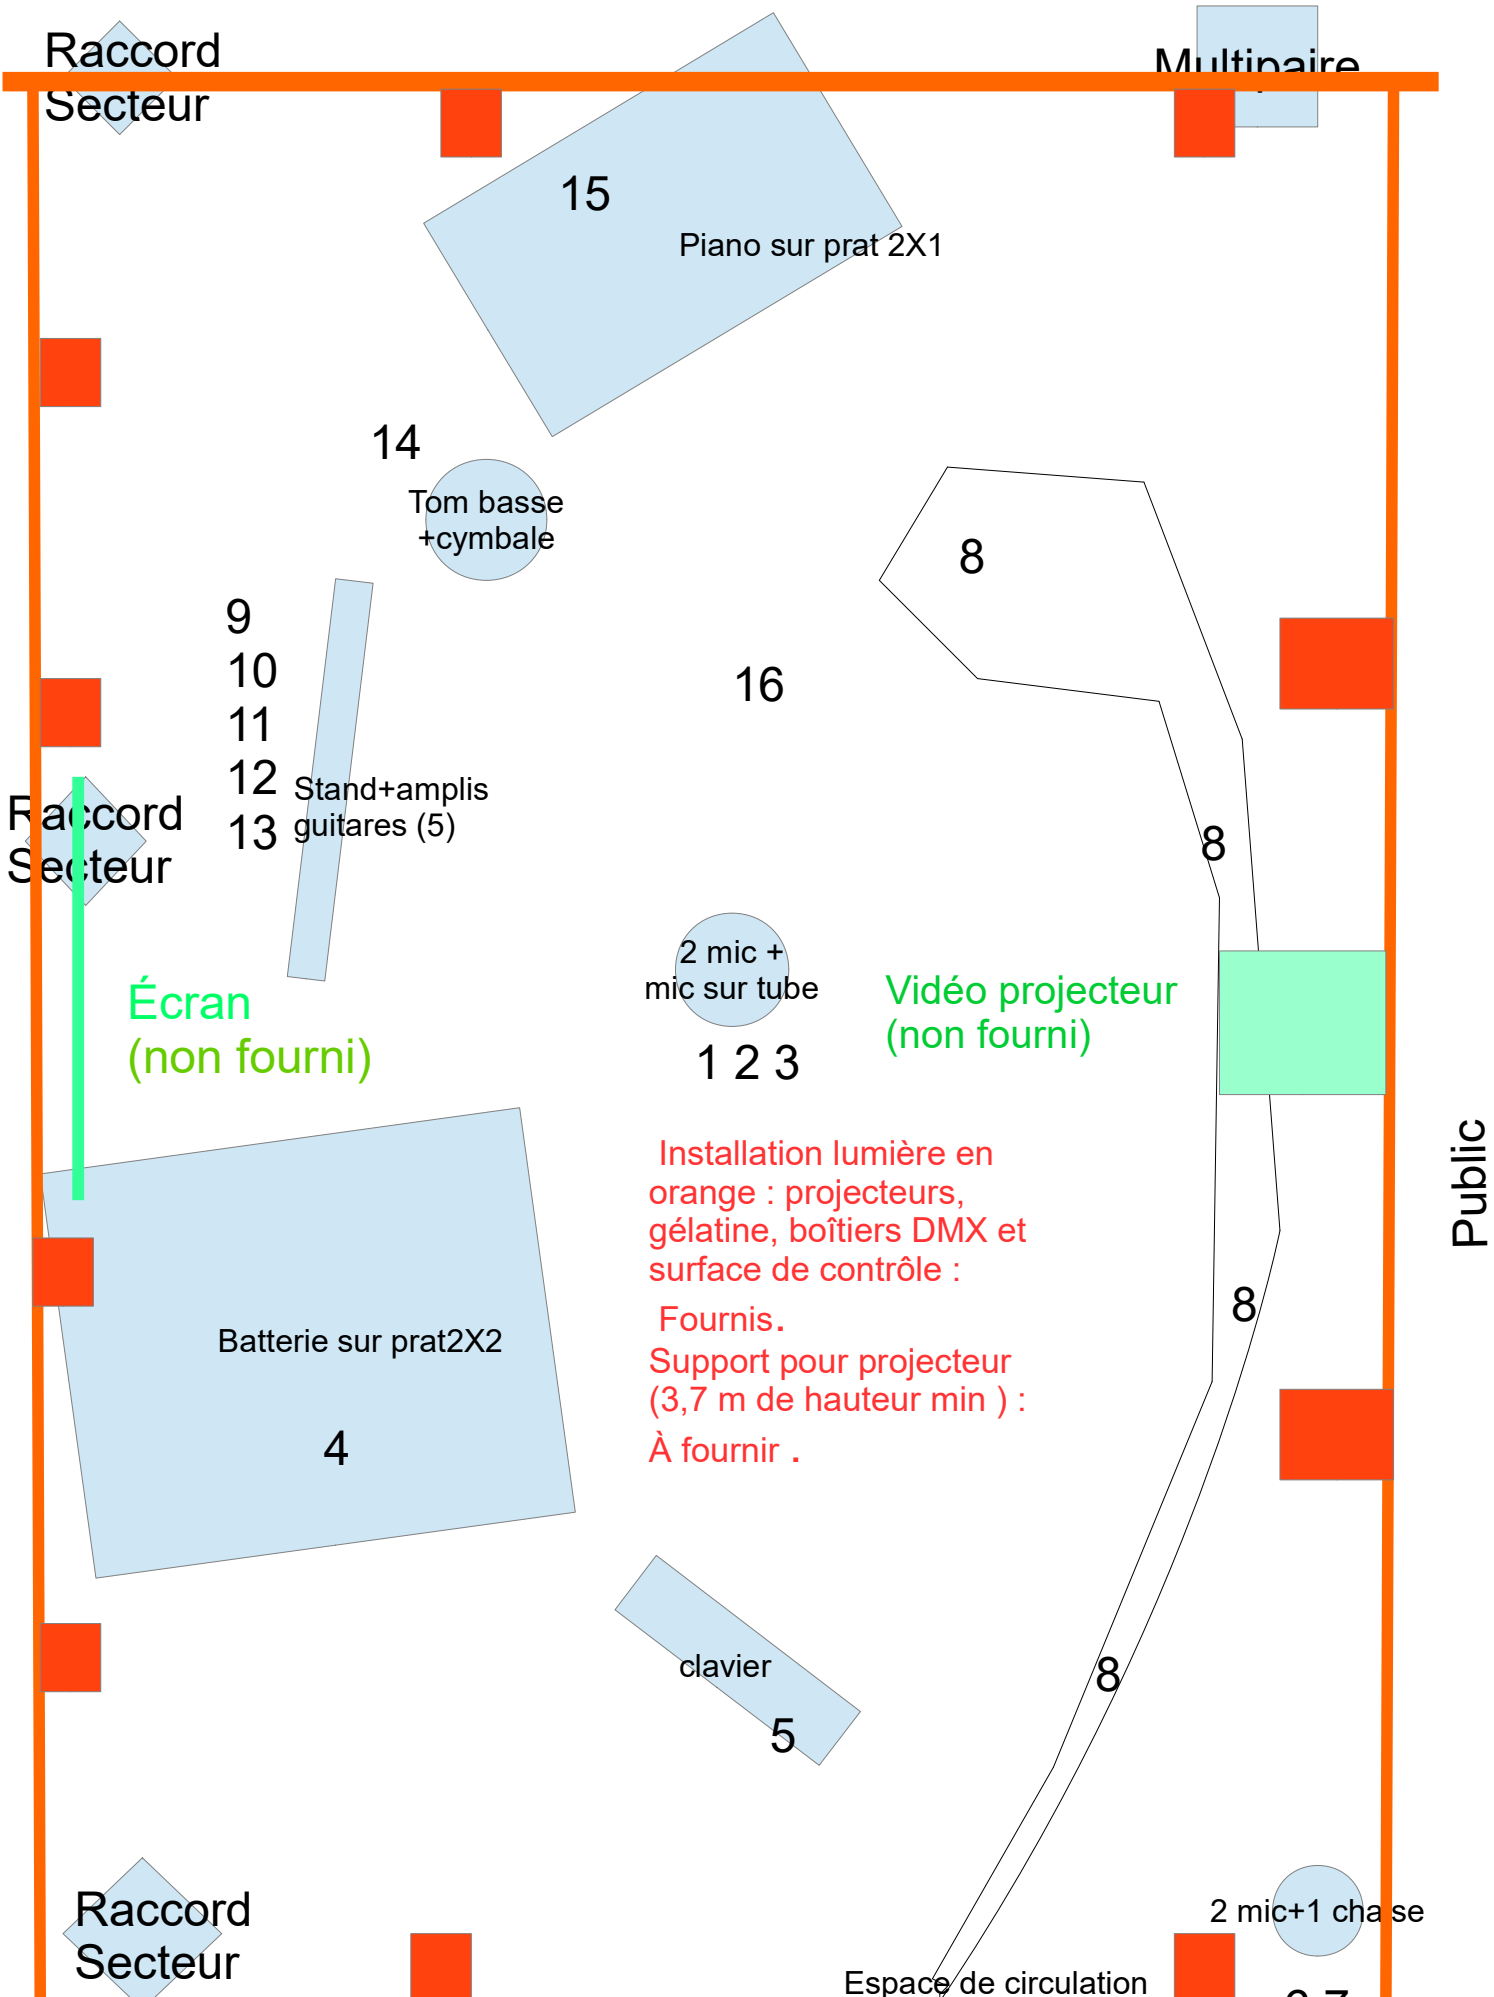 Raccord
Secteur
Multipaire
15
Piano sur prat 2X1
14
Tom basse
+cymbale
8
9
10
11
12
13
16
Stand+amplis
guitares (5)
8
Raccord
Secteur
2 mic +
mic sur tube
1 2 3
Écran
(non fourni)
Vidéo projecteur
(non fourni)
Public
Installation lumière en
orange : projecteurs,
gélatine, boîtiers DMX et
surface de contrôle :
Fournis.
Support pour projecteur
(3,7 m de hauteur min ) :
À fournir .
8
Batterie sur prat2X2
4
clavier
5
8
Raccord
Secteur
2 mic+1 chaise
Espace de circulation
6 7